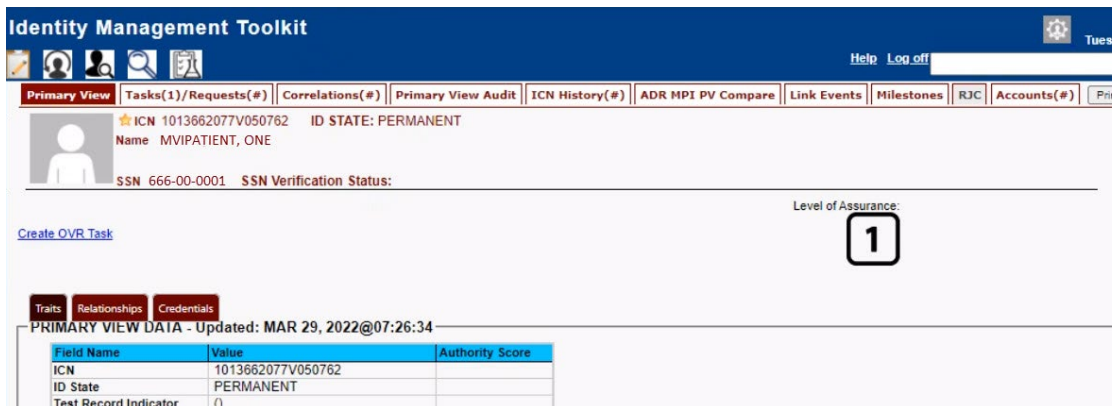 Identity Management Toolkit
Tues
Help Log off
Primary View Tasks(1)/Requests(#) Correlations(#) Primary View Audit ICN History(#) ADR MPI PV Compare Link Events Milestones RJC Accounts(#) Pri
ICN 1013662077V050762 ID STATE: PERMANENT
Name MVIPATIENT, ONE
SSN 666-00-0001 SSN Verification Status:
Level of Assurance:
1
Create OVR Task
Traits Relationships Credentials
PRIMARY VIEW DATA - Updated: MAR 29, 2022@07:26:34
Field Name Value Authority Score
ICN 1013662077V050762
ID State PERMANENT
Test Record Indicator ()